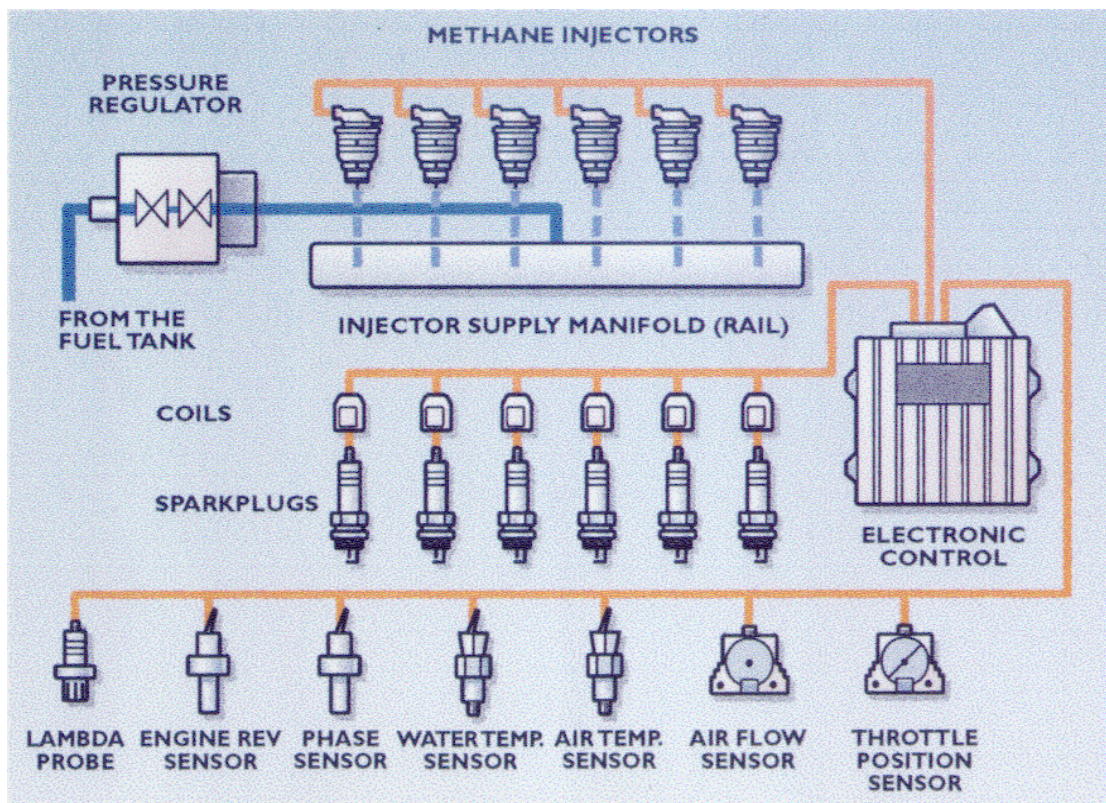 METHANE INJECTORS
PRESSURE
REGULATOR
FROM THE
FUEL TANK
INJECTOR SUPPLY MANIFOLD (RAIL)
COILS
SPARKPLUGS
ELECTRONIC
CONTROL
LAMBDA
PROBE
ENGINE REV
SENSOR
PHASE
SENSOR
WATER TEMP.
SENSOR
AIR TEMP.
SENSOR
AIR FLOW
SENSOR
THROTTLE
POSITION
SENSOR